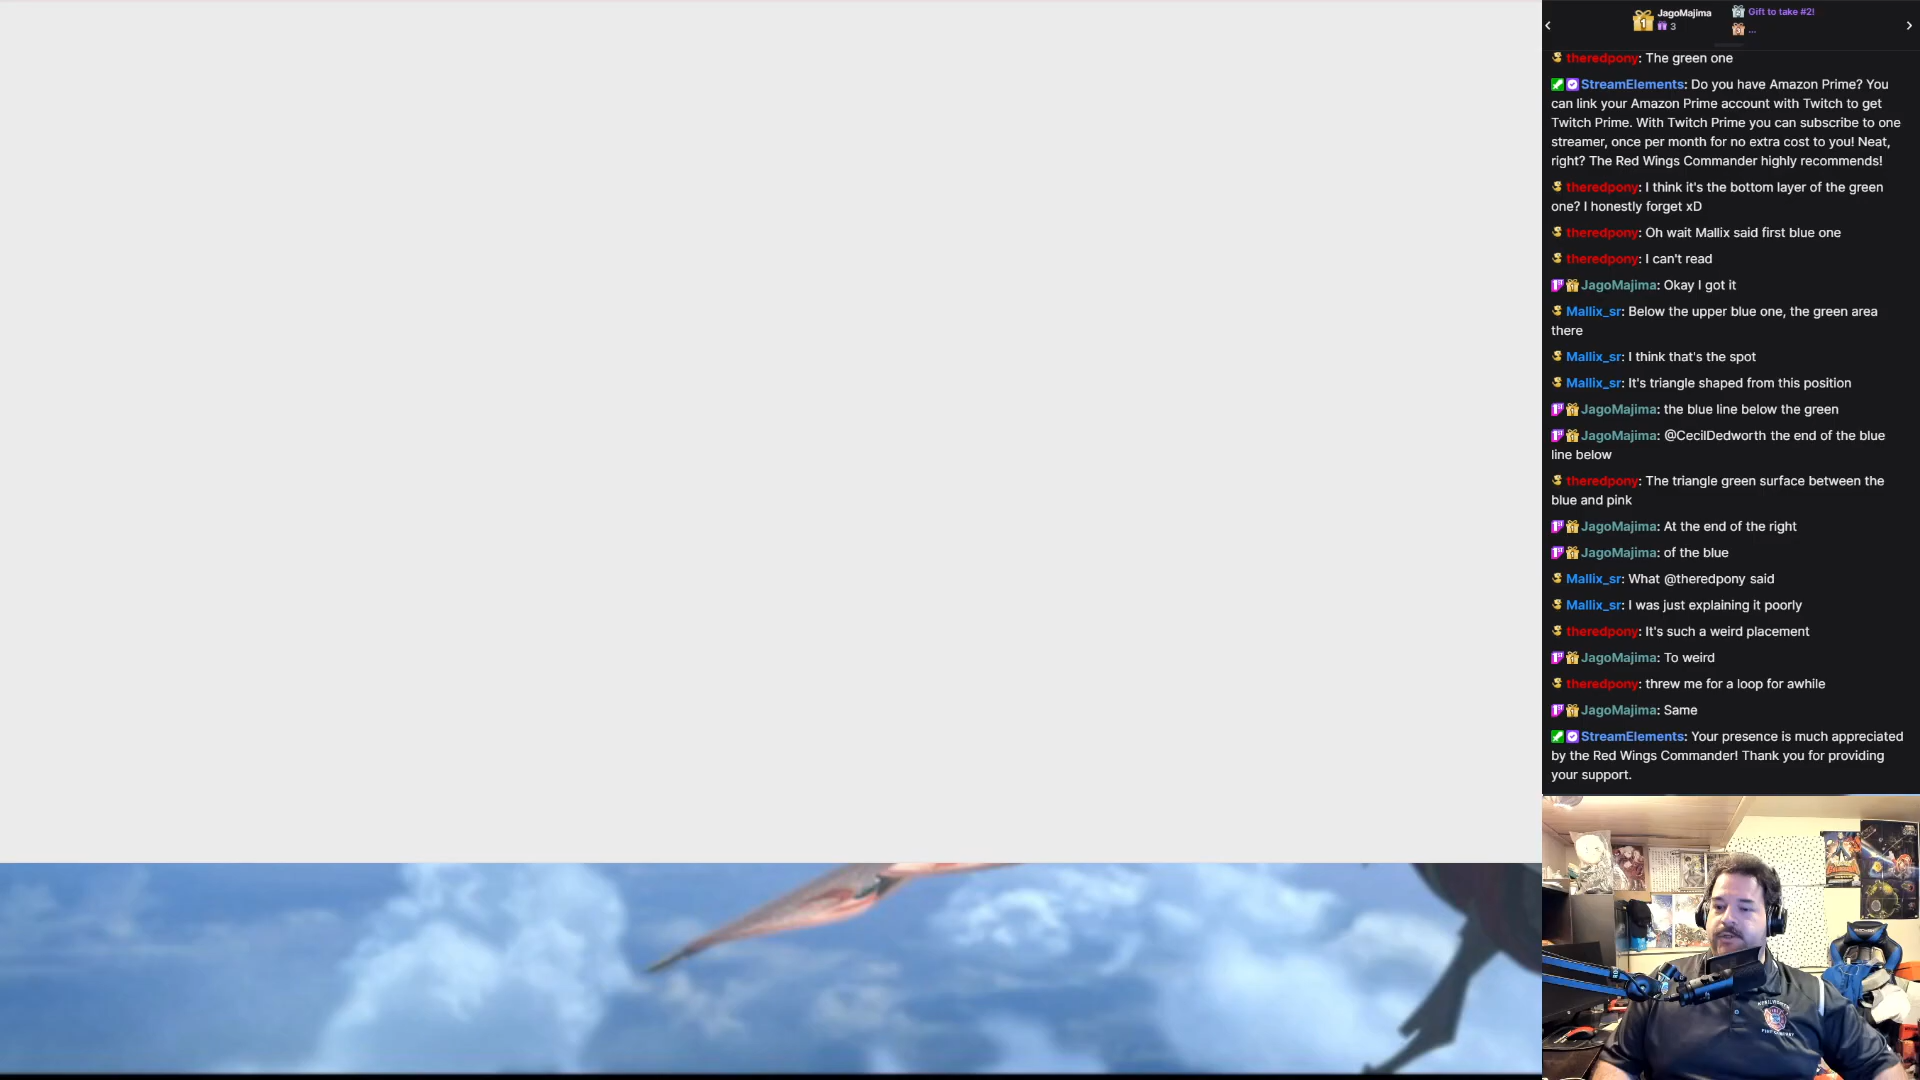 JagoMajima
3
Gift to take #2!
...
theredpony: The green one
StreamElements: Do you have Amazon Prime? You
can link your Amazon Prime account with Twitch to get
Twitch Prime. With Twitch Prime you can subscribe to one
streamer, once per month for no extra cost to you! Neat,
right? The Red Wings Commander highly recommends!
theredpony: I think it's the bottom layer of the green
one? I honestly forget xD
theredpony: Oh wait Mallix said first blue one
theredpony: I can't read
JagoMajima: Okay I got it
Mallix_sr: Below the upper blue one, the green area
there
Mallix_sr: I think that's the spot
Mallix_sr: It's triangle shaped from this position
JagoMajima: the blue line below the green
JagoMajima: @CecilDedworth the end of the blue
line below
theredpony: The triangle green surface between the
blue and pink
JagoMajima: At the end of the right
JagoMajima: of the blue
Mallix_sr: What @theredpony said
Mallix_sr: I was just explaining it poorly
theredpony: It's such a weird placement
JagoMajima: To weird
theredpony: threw me for a loop for awhile
JagoMajima: Same
StreamElements: Your presence is much appreciated
by the Red Wings Commander! Thank you for providing
your support.